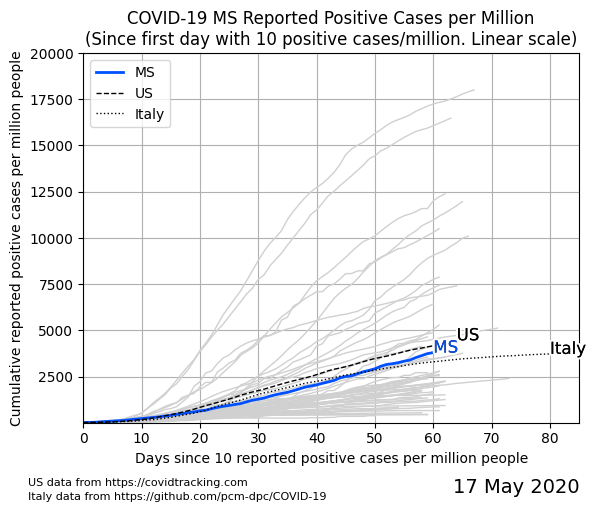 COVID-19 MS Reported Positive Cases per Million
(Since first day with 10 positive cases/million. Linear scale)
Cumulative reported positive cases per million people
20000
17500
15000
12500
10000
7500
5000
2500
MS
US
Italy
US
MS
Italy
0 10 20 30 40 50 60 70 80
Days since 10 reported positive cases per million people
US data from https://covidtracking.com
Italy data from https://github.com/pcm-dpc/COVID-19
17 May 2020